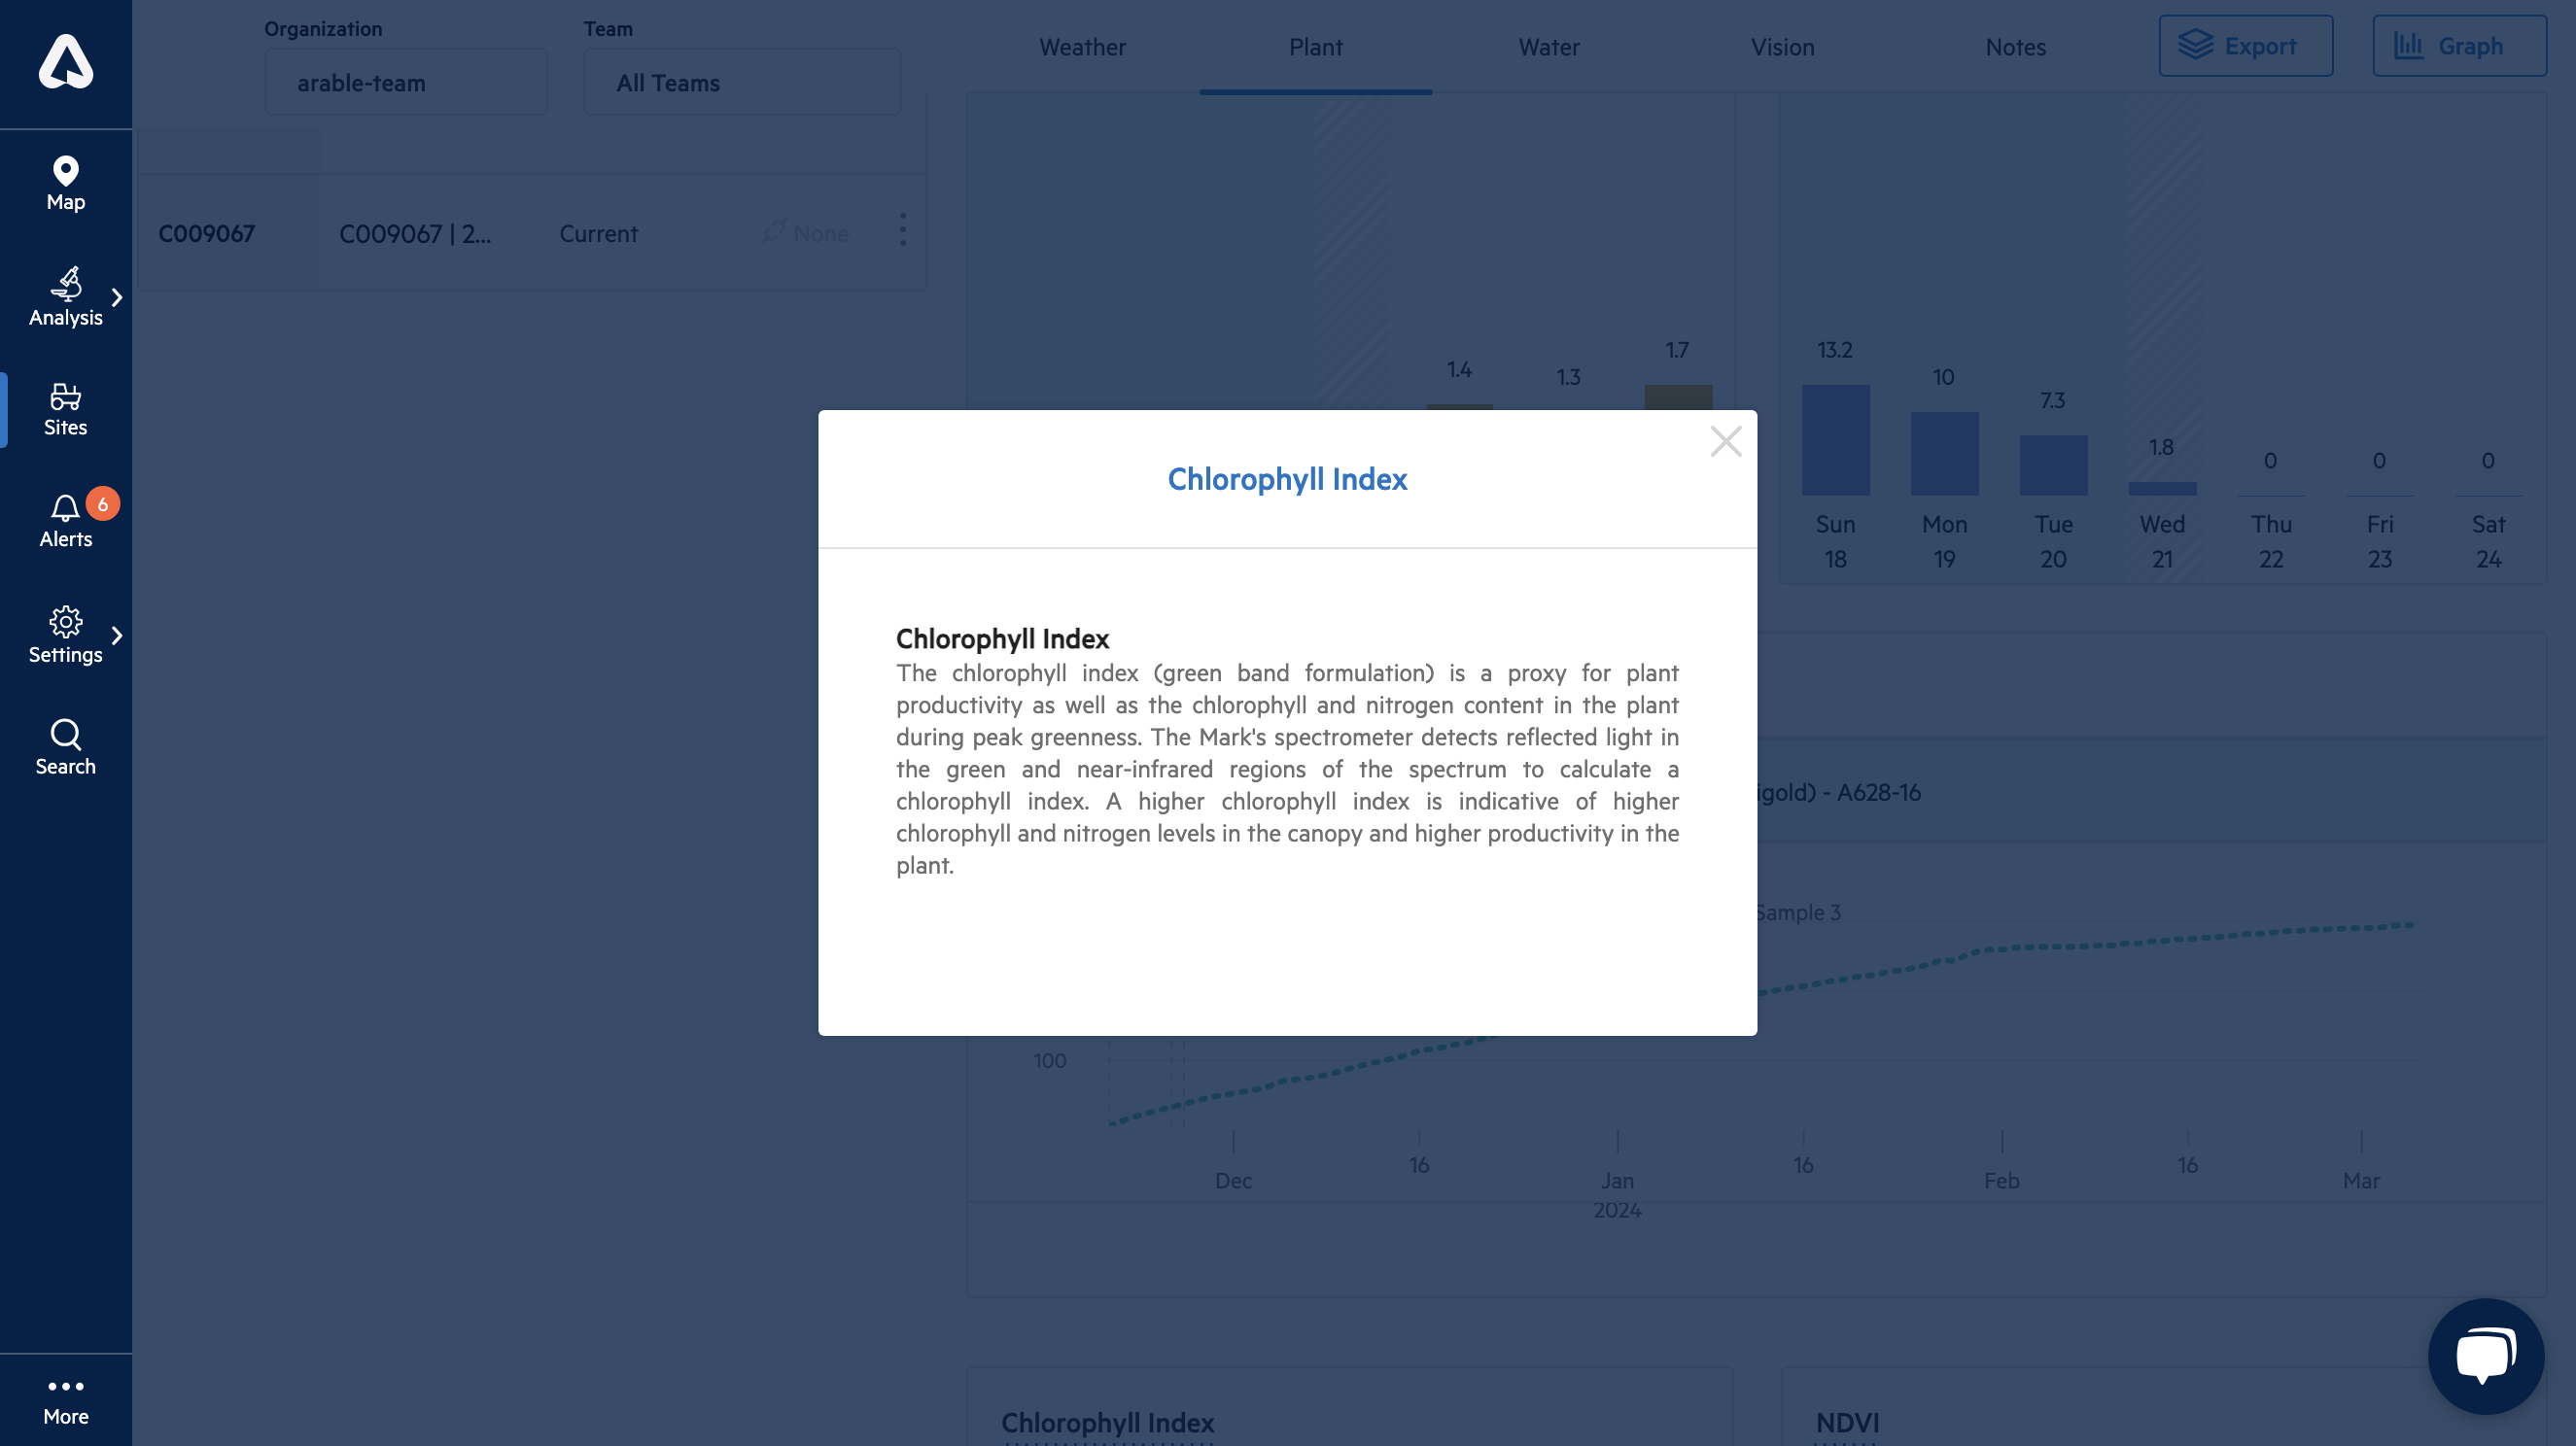 Organization
Team
arable-team
All Teams
Weather
Plant
Water
Vision
Notes
Export
Graph
Map
Analysis
Sites
6
Alerts
Settings
Search
More
C009067
C009067 | 2...
Current
None
1.4
1.3
1.7
13.2
10
7.3
1.8
0
0
0
Sun
Mon
Tue
Wed
Thu
Fri
Sat
18
19
20
21
22
23
24
Chlorophyll Index
Chlorophyll Index
The chlorophyll index (green band formulation) is a proxy for plant
productivity as well as the chlorophyll and nitrogen content in the plant
during peak greenness. The Mark's spectrometer detects reflected light in
the green and near-infrared regions of the spectrum to calculate a
chlorophyll index. A higher chlorophyll index is indicative of higher
chlorophyll and nitrogen levels in the canopy and higher productivity in the
plant.
igold) - A628-16
Sample 3
100
16
16
16
Dec
Jan
Feb
Mar
2024
Chlorophyll Index
NDVI